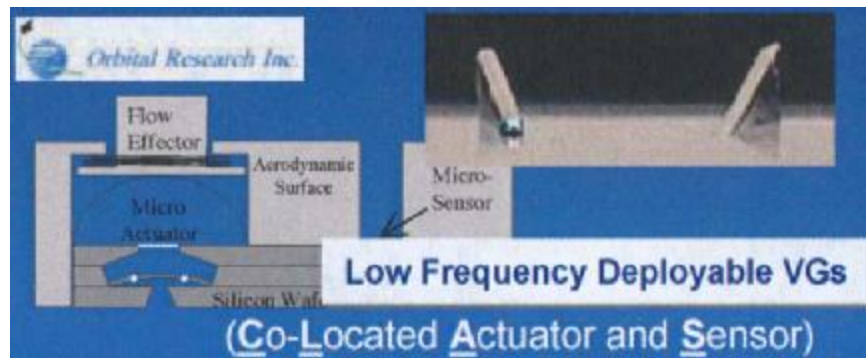 Orbital Research Inc.
Flow
Effector
Aerodynamic
Surface
Micro-
Sensor
Micro
Actuator
Low Frequency Deployable VGs
Silicon
(Co-Located Actuator and Sensor)